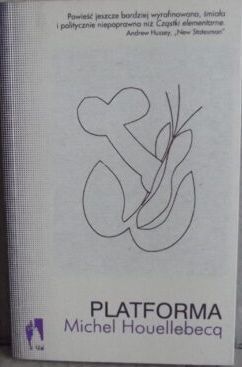 Powieść jeszcze bardziej wyrafinowana, śmiała
i politycznie niepoprawna niż Cząstki elementarne.
Andrew Hussey, „New Statesman"
PLATFORMA
Michel Houellebecq